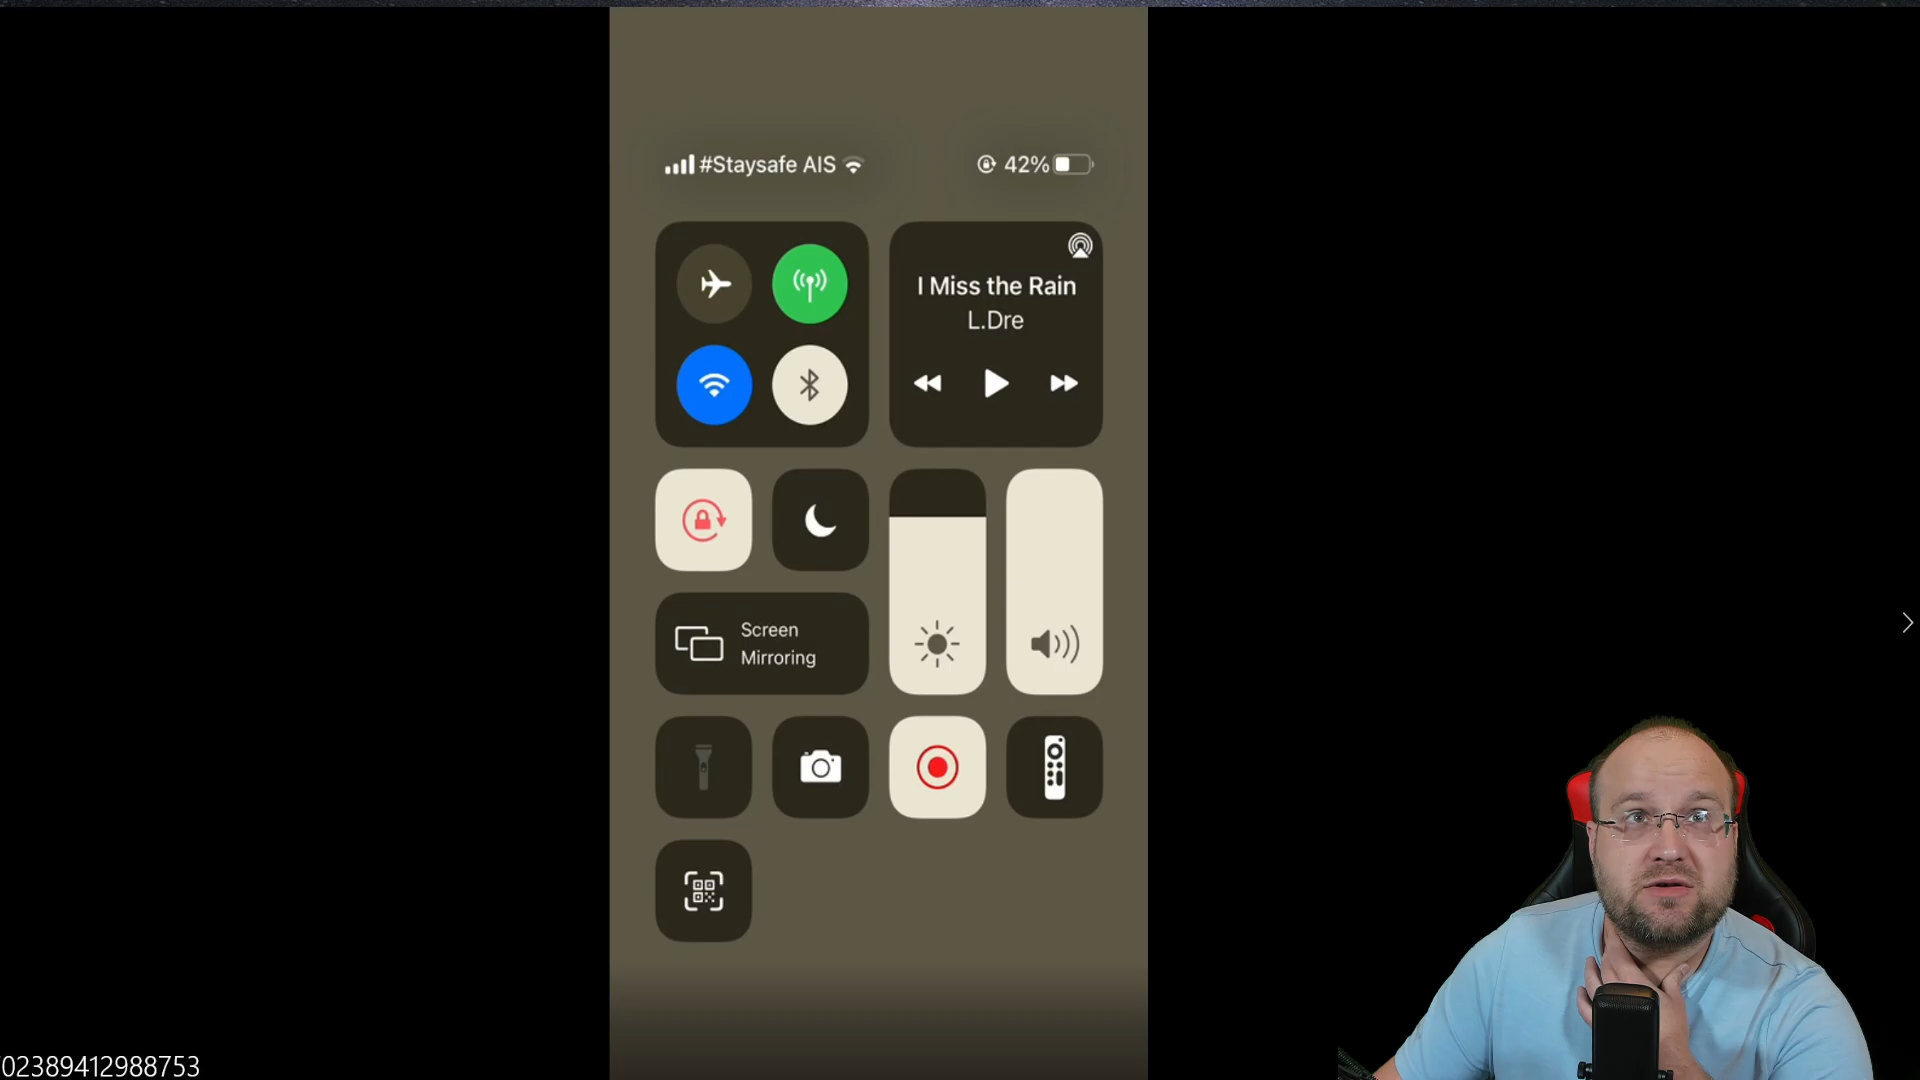 #Staysafe AIS
42%
I Miss the Rain
L.Dre
Screen
Mirroring
02389412988753